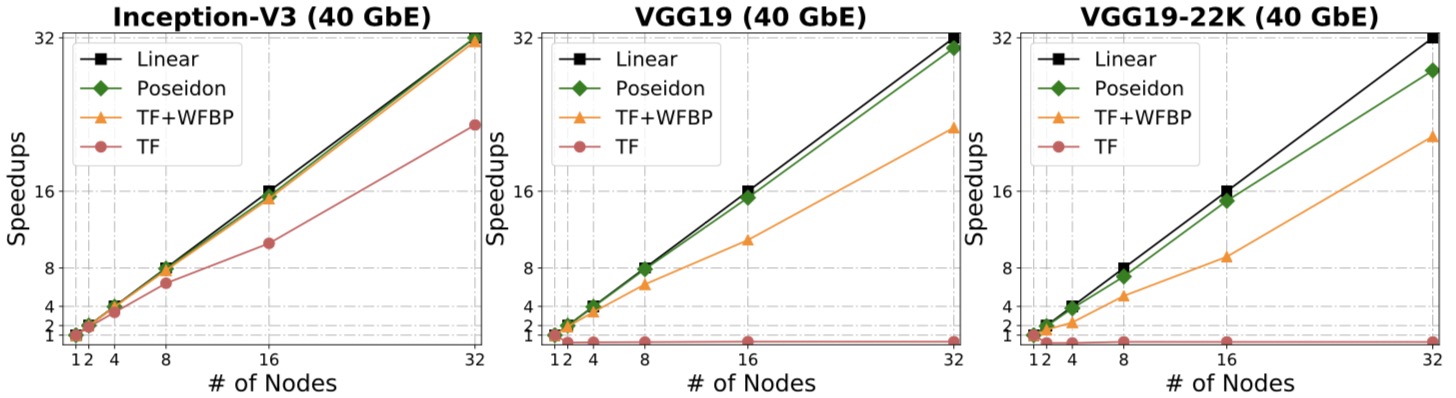 Inception-V3 (40 GbE)
Linear
Poseidon
TF+WFBP
TF
Speedups
32
16
8
4
2
1
1 2 4 8 16 32
# of Nodes
VGG19 (40 GbE)
Linear
Poseidon
TF+WFBP
TF
Speedups
32
16
8
4
2
1
1 2 4 8 16 32
# of Nodes
VGG19-22K (40 GbE)
Linear
Poseidon
TF+WFBP
TF
Speedups
32
16
8
4
2
1
1 2 4 8 16 32
# of Nodes